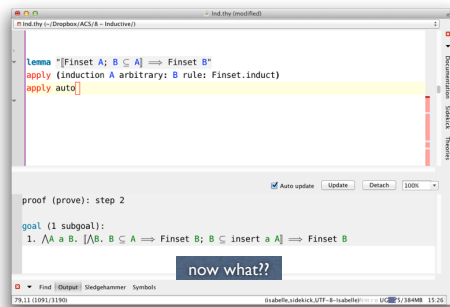 Ind.thy (modified)
Ind.thy (~/Dropbox/ACS/8 - Inductive/)
lemma "⟦Finset A; B ⊆ A⟧ ⟹ Finset B"
apply (induction A arbitrary: B rule: Finset.induct)
apply auto
Documentation
Sidekick
Theories
Auto update
Update
Detach
100%
proof (prove): step 2
goal (1 subgoal):
1. ⋀A a B. ⟦⋀B. B ⊆ A ⟹ Finset B; B ⊆ insert a A⟧ ⟹ Finset B
now what??
Find Output Sledgehammer Symbols
79,11 (1091/3190)
(isabelle,sidekick,UTF-8-Isabelle)
15:26